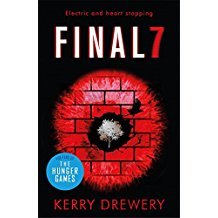 Electric and heart stopping
FINAL 7
THE
HUNGER
GAMES
KERRY DREWERY